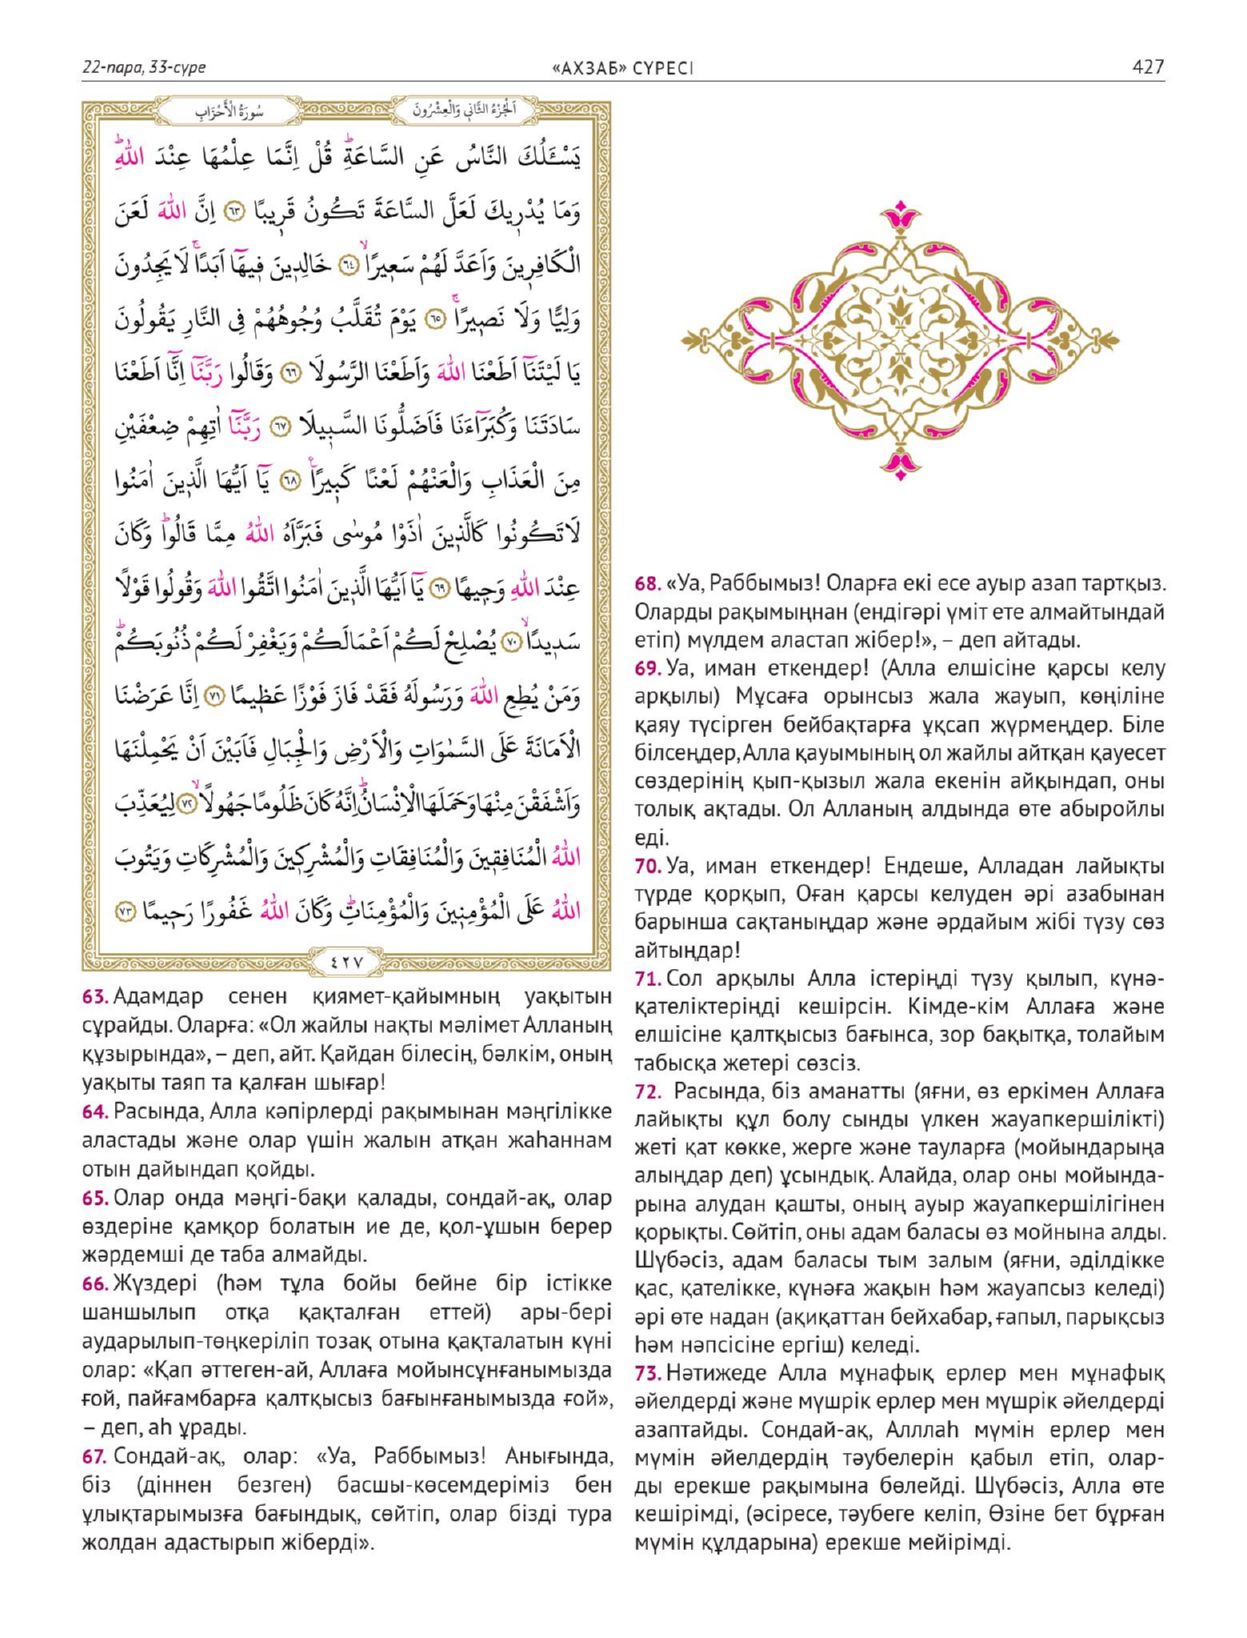 22-пара, 33-сүре
«АХЗАБ» СҮРЕСІ
427
اَلْجُزْءُ الثَّانِي وَالْعِشْرُونَ
سُورَةُ الْاَحْزَابِ
يَسْـَٔلُكَ النَّاسُ عَنِ السَّاعَةِۜ قُلْ اِنَّمَا عِلْمُهَا عِنْدَ اللّٰهِۜ
وَمَا يُدْر۪يكَ لَعَلَّ السَّاعَةَ تَكُونُ قَر۪يبًا ﴿٦٣﴾ اِنَّ اللّٰهَ لَعَنَ
الْكَافِر۪ينَ وَاَعَدَّ لَهُمْ سَع۪يرًاۙ ﴿٦٤﴾ خَالِد۪ينَ ف۪يهَٓا اَبَدًاۚ لَا يَجِدُونَ
وَلِيًّا وَلَا نَص۪يرًاۚ ﴿٦٥﴾ يَوْمَ تُقَلَّبُ وُجُوهُهُمْ فِي النَّارِ يَقُولُونَ
يَا لَيْتَنَٓا اَطَعْنَا اللّٰهَ وَاَطَعْنَا الرَّسُولَا ﴿٦٦﴾ وَقَالُوا رَبَّنَٓا اِنَّٓا اَطَعْنَا
سَادَتَنَا وَكُبَرَٓاءَنَا فَاَضَلُّونَا السَّب۪يلَا ﴿٦٧﴾ رَبَّنَٓا اٰتِهِمْ ضِعْفَيْنِ
مِنَ الْعَذَابِ وَالْعَنْهُمْ لَعْنًا كَب۪يرًا۟ ﴿٦٨﴾ يَٓا اَيُّهَا الَّذ۪ينَ اٰمَنُوا
لَا تَكُونُوا كَالَّذ۪ينَ اٰذَوْا مُوسٰى فَبَرَّاَهُ اللّٰهُ مِمَّا قَالُواۜ وَكَانَ
عِنْدَ اللّٰهِ وَج۪يهًا ﴿٦٩﴾ يَٓا اَيُّهَا الَّذ۪ينَ اٰمَنُوا اتَّقُوا اللّٰهَ وَقُولُوا قَوْلًا
سَد۪يدًاۙ ﴿٧٠﴾ يُصْلِحْ لَكُمْ اَعْمَالَكُمْ وَيَغْفِرْ لَكُمْ ذُنُوبَكُمْۜ
وَمَنْ يُطِعِ اللّٰهَ وَرَسُولَهُ فَقَدْ فَازَ فَوْزًا عَظ۪يمًا ﴿٧١﴾ اِنَّا عَرَضْنَا
الْاَمَانَةَ عَلَى السَّمٰوَاتِ وَالْاَرْضِ وَالْجِبَالِ فَاَبَيْنَ اَنْ يَحْمِلْنَهَا
وَاَشْفَقْنَ مِنْهَا وَحَمَلَهَا الْاِنْسَانُۜ اِنَّهُ كَانَ ظَلُومًا جَهُولًاۙ ﴿٧٢﴾ لِيُعَذِّبَ
اللّٰهُ الْمُنَافِق۪ينَ وَالْمُنَافِقَاتِ وَالْمُشْرِك۪ينَ وَالْمُشْرِكَاتِ وَيَتُوبَ
اللّٰهُ عَلَى الْمُؤْمِن۪ينَ وَالْمُؤْمِنَاتِۜ وَكَانَ اللّٰهُ غَفُورًا رَح۪يمًا ﴿٧٣﴾
٤٢٧
63. Адамдар сенен қиямет-қайымның уақытын
сұрайды. Оларға: «Ол жайлы нақты мәлімет Алланың
құзырында», – деп, айт. Қайдан білесің, бәлкім, оның
уақыты таяп та қалған шығар!
64. Расында, Алла кәпірлерді рақымынан мәңгілікке
аластады және олар үшін жалын атқан жаһаннам
отын дайындап қойды.
65. Олар онда мәңгі-бақи қалады, сондай-ақ, олар
өздеріне қамқор болатын ие де, қол-ұшын берер
жәрдемші де таба алмайды.
66. Жүздері (һәм тұла бойы бейне бір істікке
шаншылып отқа қақталған еттей) ары-бері
аударылып-төңкеріліп тозақ отына қақталатын күні
олар: «Қап әттеген-ай, Аллаға мойынсұнғанымызда
ғой, пайғамбарға қалтқысыз бағынғанымызда ғой»,
– деп, аһ ұрады.
67. Сондай-ақ, олар: «Уа, Раббымыз! Анығында,
біз (діннен безген) басшы-көсемдеріміз бен
ұлықтарымызға бағындық, сөйтіп, олар бізді тура
жолдан адастырып жіберді».
68. «Уа, Раббымыз! Оларға екі есе ауыр азап тартқыз.
Оларды рақымыңнан (ендігәрі үміт ете алмайтындай
етіп) мүлдем аластап жібер!», – деп айтады.
69. Уа, иман еткендер! (Алла елшісіне қарсы келу
арқылы) Мұсаға орынсыз жала жауып, көңіліне
қаяу түсірген бейбақтарға ұқсап жүрмеңдер. Біле
білсеңдер, Алла қауымының ол жайлы айтқан қауесет
сөздерінің қып-қызыл жала екенін айқындап, оны
толық ақтады. Ол Алланың алдында өте абыройлы
еді.
70. Уа, иман еткендер! Ендеше, Алладан лайықты
түрде қорқып, Оған қарсы келуден әрі азабынан
барынша сақтаныңдар және әрдайым жібі түзу сөз
айтыңдар!
71. Сол арқылы Алла істеріңді түзу қылып, күнә-
қателіктеріңді кешірсін. Кімде-кім Аллаға және
елшісіне қалтқысыз бағынса, зор бақытқа, толайым
табысқа жетері сөзсіз.
72. Расында, біз аманатты (яғни, өз еркімен Аллаға
лайықты құл болу сынды үлкен жауапкершілікті)
жеті қат көкке, жерге және тауларға (мойындарыңа
алыңдар деп) ұсындық. Алайда, олар оны мойында-
рына алудан қашты, оның ауыр жауапкершілігінен
қорықты. Сөйтіп, оны адам баласы өз мойнына алды.
Шүбәсіз, адам баласы тым залым (яғни, әділдікке
қас, қателікке, күнәға жақын һәм жауапсыз келеді)
әрі өте надан (ақиқаттан бейхабар, ғапыл, парықсыз
һәм нәпсісіне ергіш) келеді.
73. Нәтижеде Алла мұнафық ерлер мен мұнафық
әйелдерді және мүшрік ерлер мен мүшрік әйелдерді
азаптайды. Сондай-ақ, Алллаһ мүмін ерлер мен
мүмін әйелдердің тәубелерін қабыл етіп, олар-
ды ерекше рақымына бөлейді. Шүбәсіз, Алла өте
кешірімді, (әсіресе, тәубеге келіп, Өзіне бет бұрған
мүмін құлдарына) ерекше мейірімді.